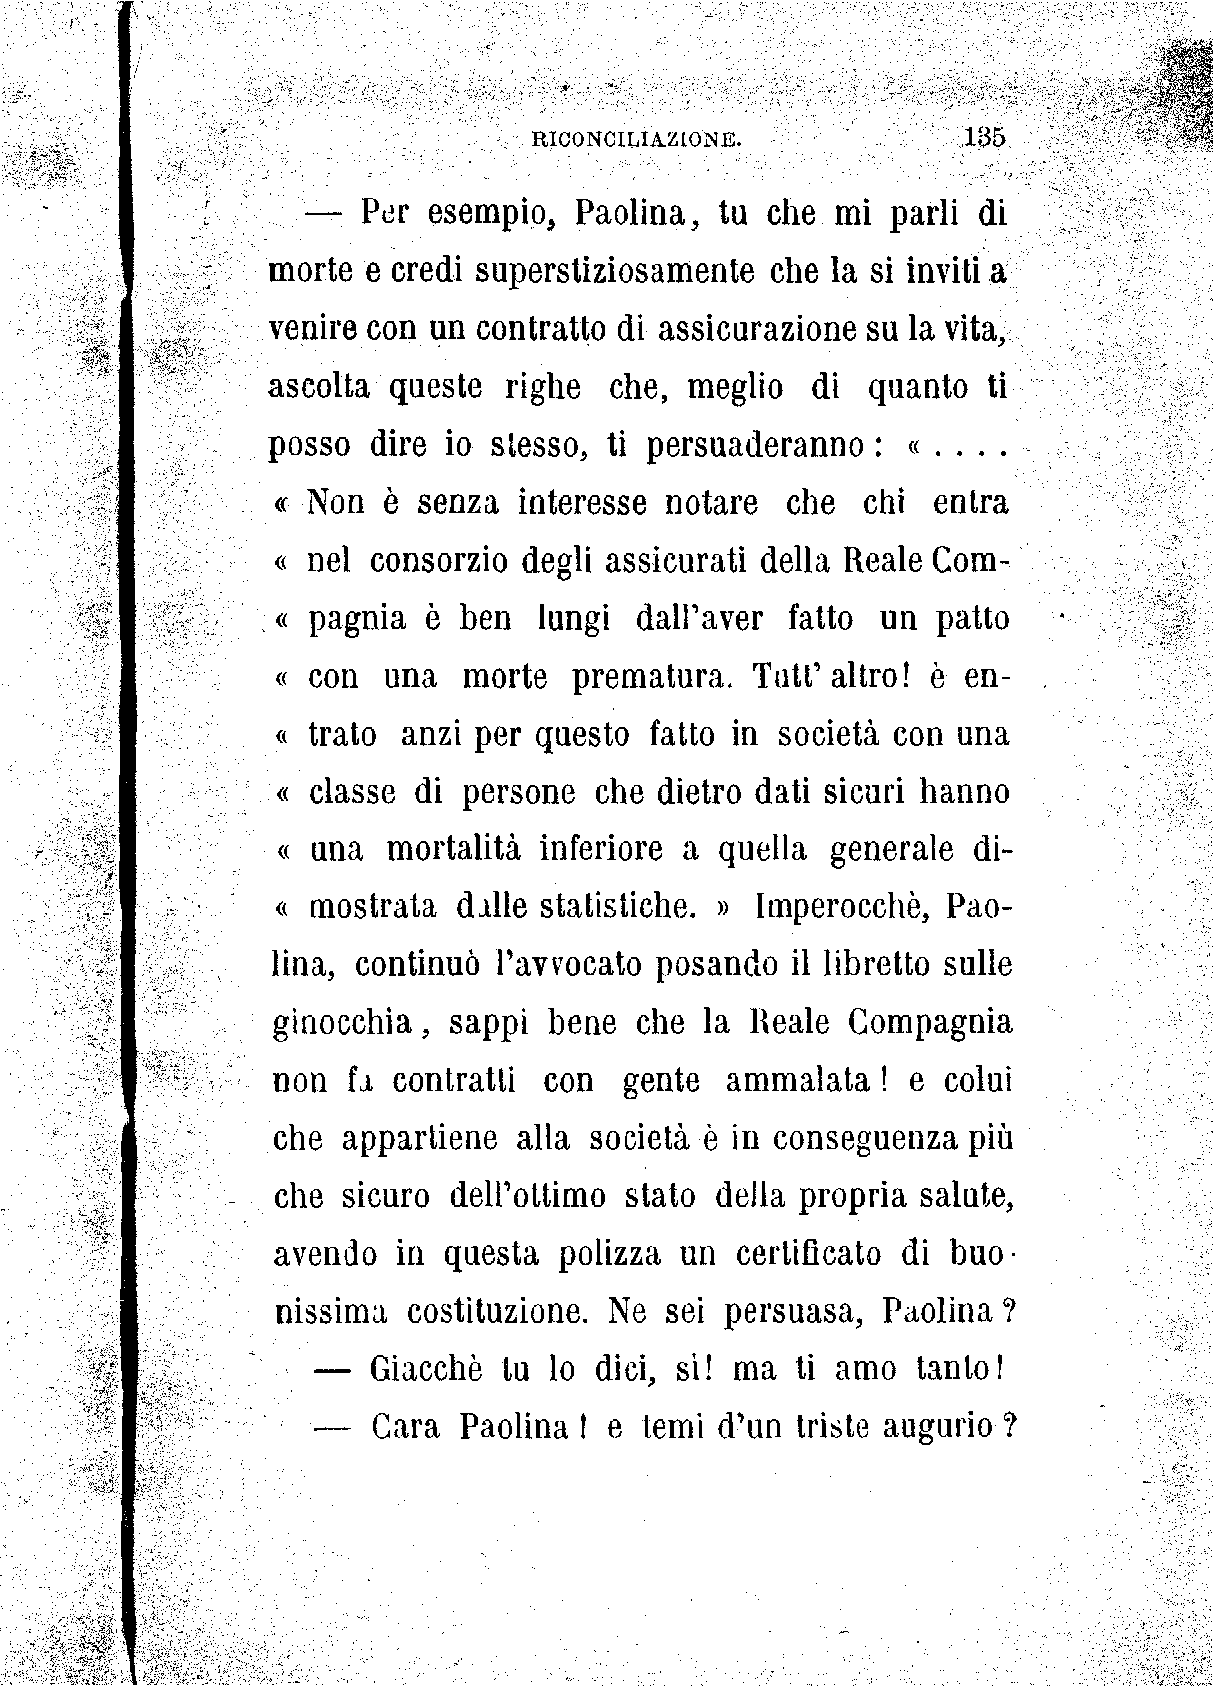 RICONCILIAZIONE. 135
— Per esempio, Paolina, tu che mi parli di
morte e credi superstiziosamente che la si inviti a
venire con un contratto di assicurazione su la vita,
ascolta queste righe che, meglio di quanto ti
posso dire io stesso, ti persuaderanno : « . . . .
« Non è senza interesse notare che chi entra
« nel consorzio degli assicurati della Reale Com-
« pagnia è ben lungi dall'aver fatto un patto
« con una morte prematura. Tutt' altro! è en-
« trato anzi per questo fatto in società con una
« classe di persone che dietro dati sicuri hanno
« una mortalità inferiore a quella generale di-
« mostrata dalle statistiche. » Imperocchè, Pao-
lina, continuò l'avvocato posando il libretto sulle
ginocchia, sappi bene che la Reale Compagnia
non fa contratti con gente ammalata ! e colui
che appartiene alla società è in conseguenza più
che sicuro dell'ottimo stato della propria salute,
avendo in questa polizza un certificato di buo-
nissima costituzione. Ne sei persuasa, Paolina ?
— Giacchè tu lo dici, sì! ma ti amo tanto!
— Cara Paolina ! e temi d'un triste augurio ?